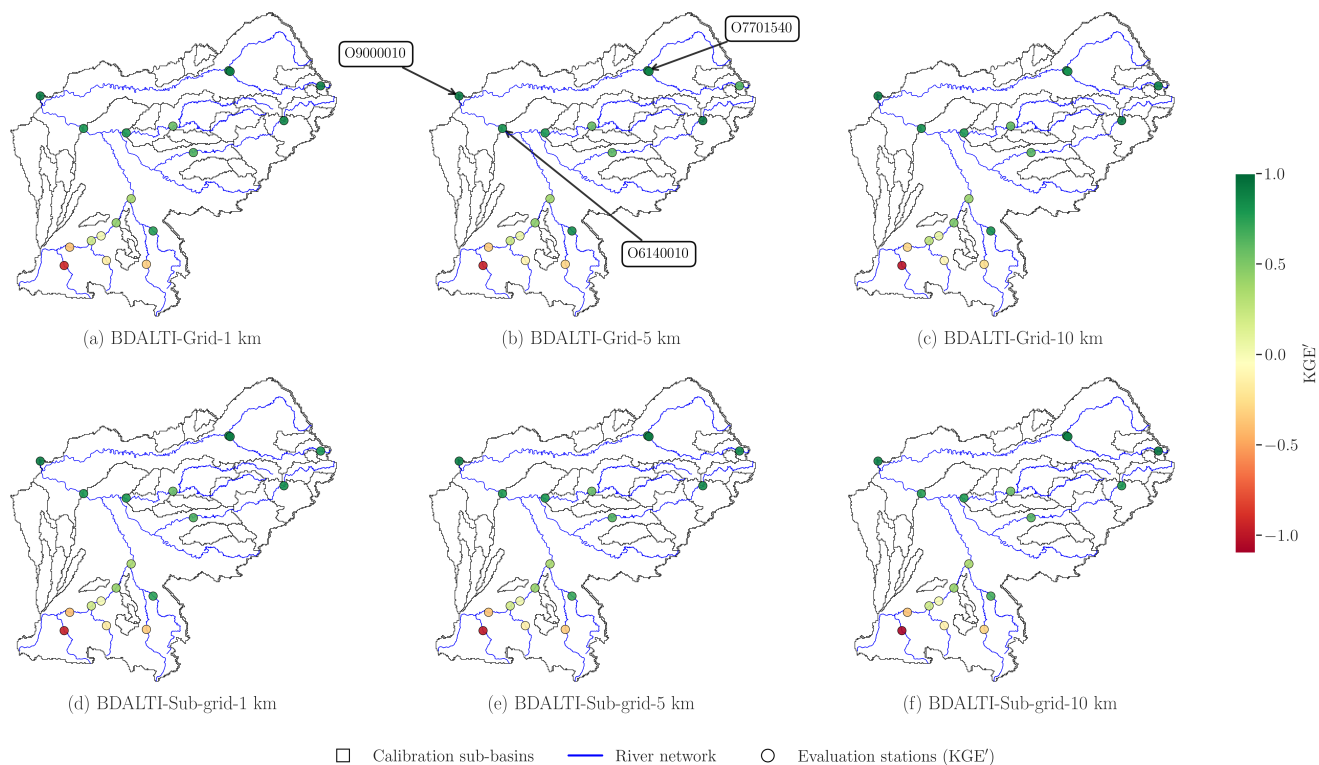 O7701540
O9000010
O6140010
(a) BDALTI-Grid-1 km
(b) BDALTI-Grid-5 km
(c) BDALTI-Grid-10 km
1.0
0.5
0.0
−0.5
−1.0
KGE′
(d) BDALTI-Sub-grid-1 km
(e) BDALTI-Sub-grid-5 km
(f) BDALTI-Sub-grid-10 km
Calibration sub-basins
River network
Evaluation stations (KGE′)